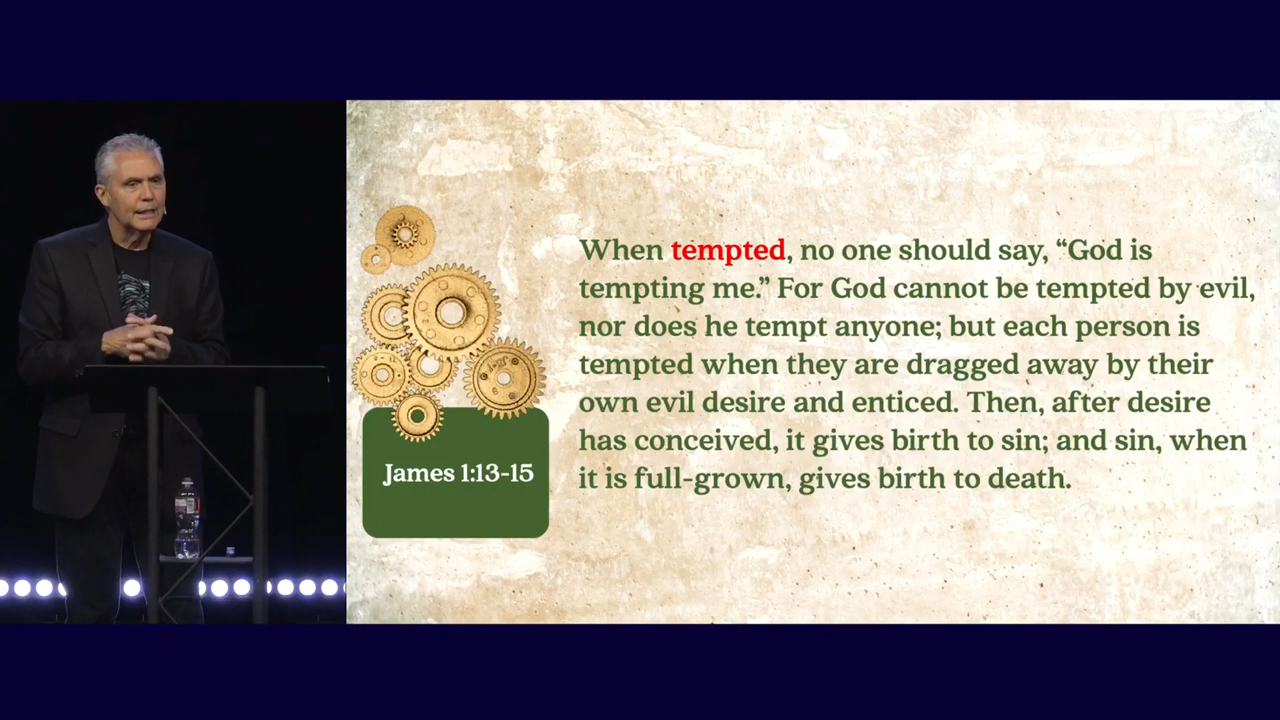 When tempted, no one should say, “God is
tempting me.” For God cannot be tempted by evil,
nor does he tempt anyone; but each person is
tempted when they are dragged away by their
own evil desire and enticed. Then, after desire
has conceived, it gives birth to sin; and sin, when
it is full-grown, gives birth to death.
James 1:13-15